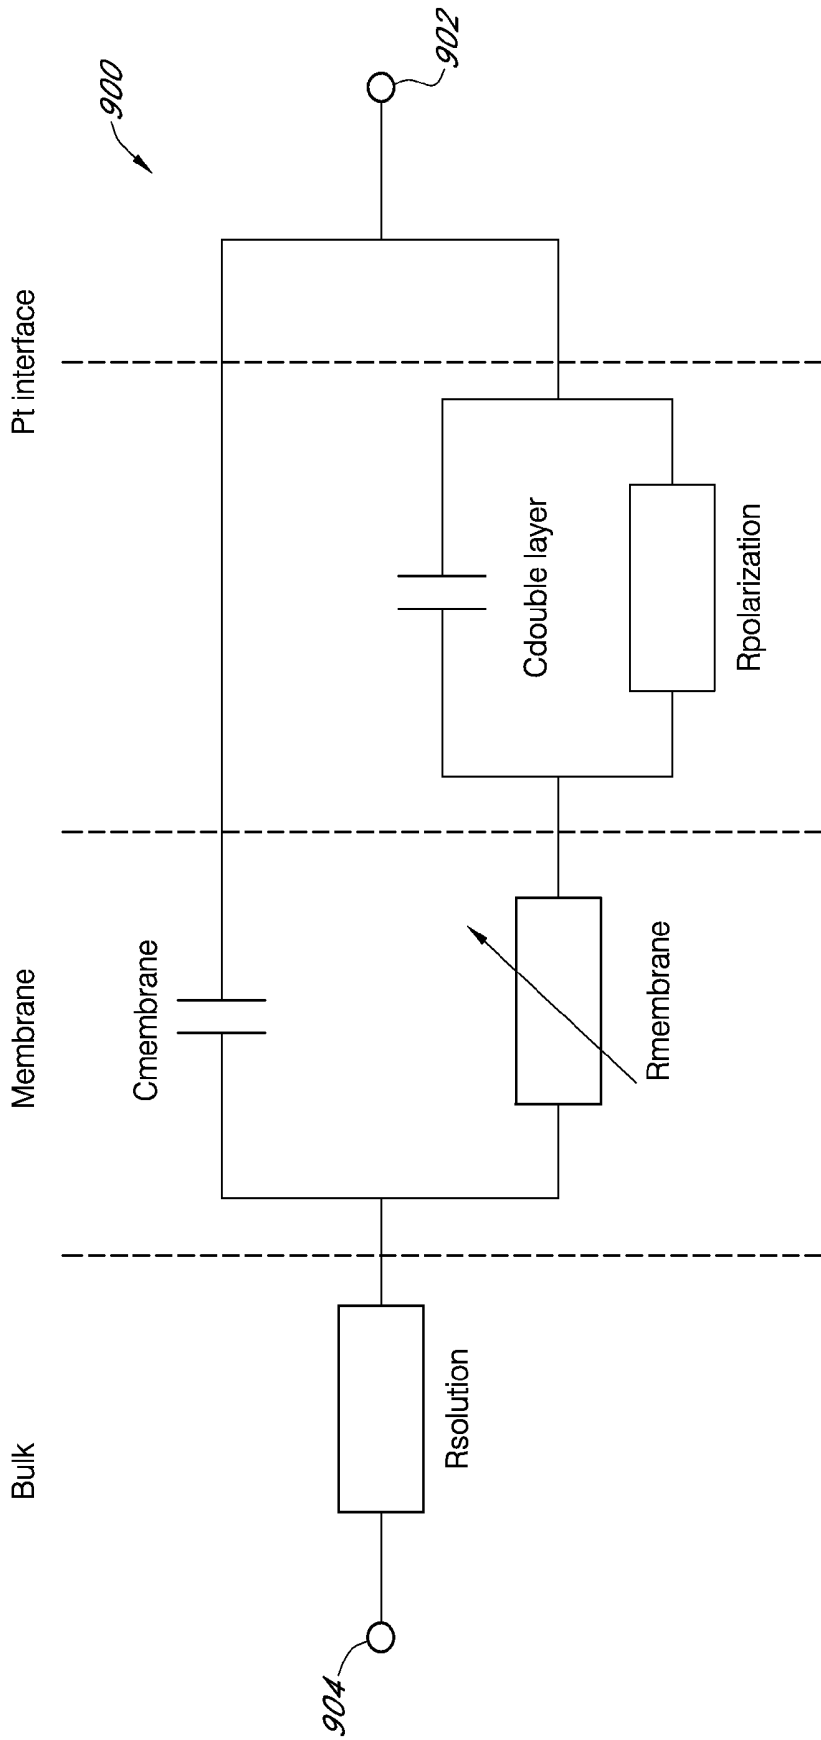 900
902
Bulk
Membrane
Pt interface
Cmembrane
Cdouble layer
904
Rsolution
Rmembrane
Rpolarization